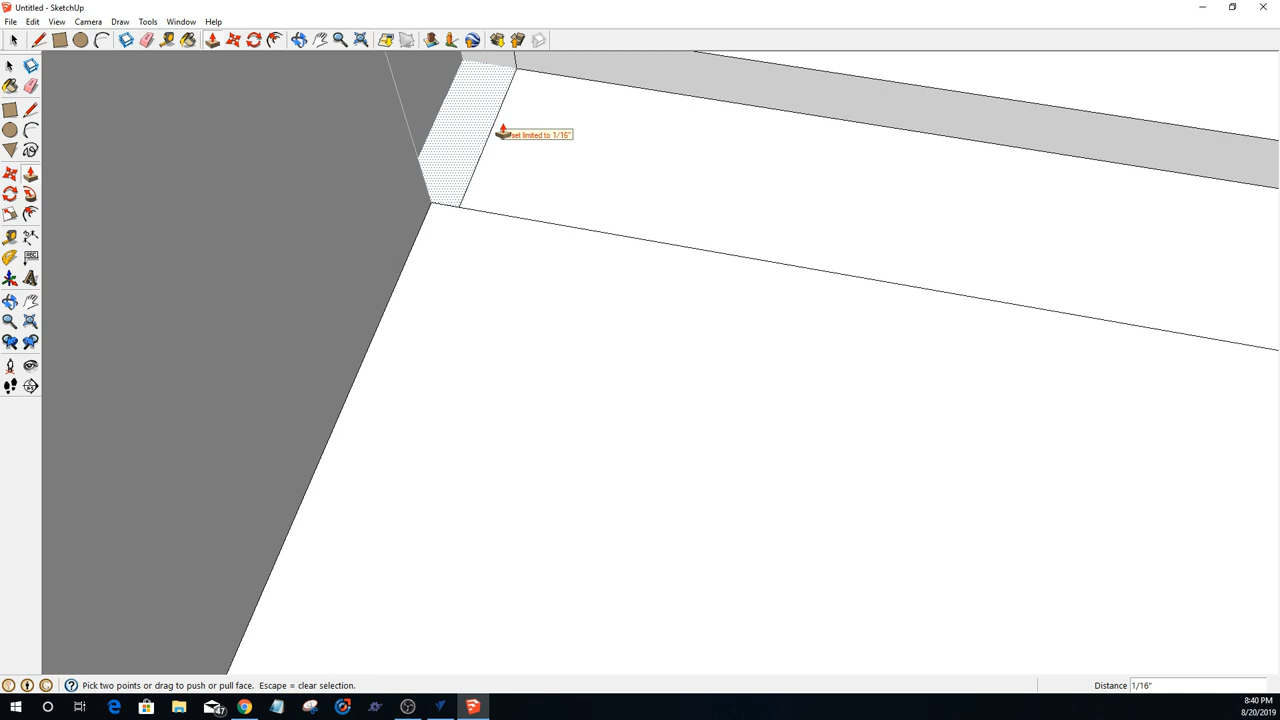 Untitled - SketchUp
File Edit View Camera Draw Tools Window Help
set limited to 1/16"
Pick two points or drag to push or pull face. Escape = clear selection.
Distance 1/16"
47
8:40 PM
8/20/2019